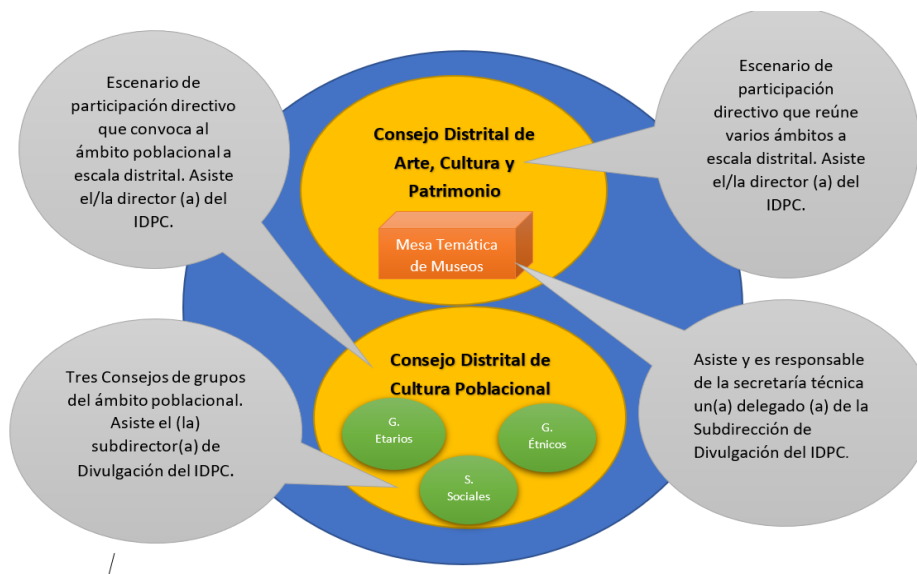 Escenario de
participación directivo
que convoca al
ámbito poblacional a
escala distrital. Asiste
el/la director (a) del
IDPC.
Consejo Distrital de
Arte, Cultura y
Patrimonio
Mesa Temática
de Museos
Escenario de
participación
directivo que reúne
varios ámbitos a
escala distrital. Asiste
el/la director (a) del
IDPC.
Tres Consejos de grupos
del ámbito poblacional.
Asiste el (la)
subdirector(a) de
Divulgación del IDPC.
Consejo Distrital de
Cultura Poblacional
G.
Etarios
G.
Étnicos
S.
Sociales
Asiste y es responsable
de la secretaría técnica
un(a) delegado (a) de la
Subdirección de
Divulgación del IDPC.